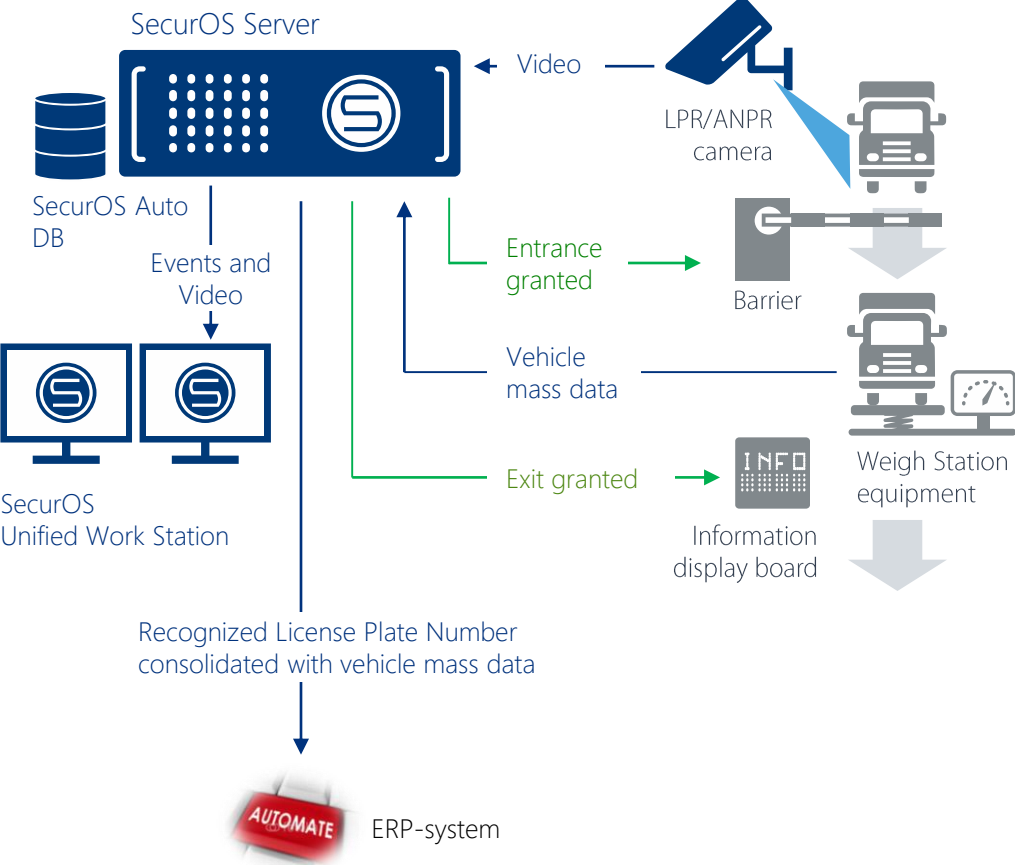 SecurOS Server
Video
LPR/ANPR
camera
SecurOS Auto
DB
Events and
Video
Entrance
granted
Barrier
Vehicle
mass data
Exit granted
INFO
Weigh Station
equipment
Information
display board
SecurOS
Unified Work Station
Recognized License Plate Number
consolidated with vehicle mass data
AUTOMATE
ERP-system